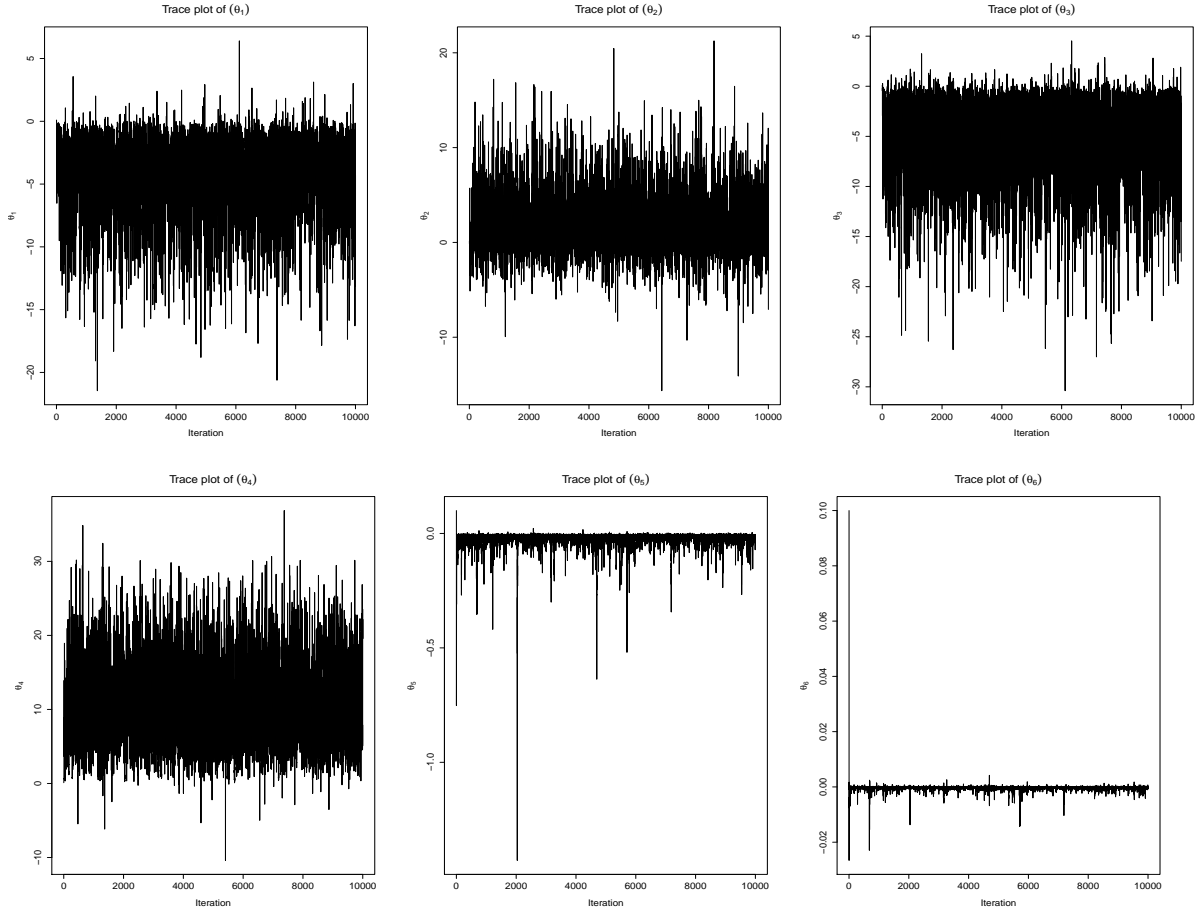 Trace plot of (θ₁)
5
0
−5
−10
−15
−20
θ₁
0 2000 4000 6000 8000 10000
Iteration
Trace plot of (θ₂)
20
10
0
−10
θ₂
0 2000 4000 6000 8000 10000
Iteration
Trace plot of (θ₃)
5
0
−5
−10
−15
−20
−25
−30
θ₃
0 2000 4000 6000 8000 10000
Iteration
Trace plot of (θ₄)
30
20
10
0
−10
θ₄
0 2000 4000 6000 8000 10000
Iteration
Trace plot of (θ₅)
0.0
−0.5
−1.0
θ₅
0 2000 4000 6000 8000 10000
Iteration
Trace plot of (θ₆)
0.10
0.08
0.06
0.04
0.02
0.00
−0.02
θ₆
0 2000 4000 6000 8000 10000
Iteration